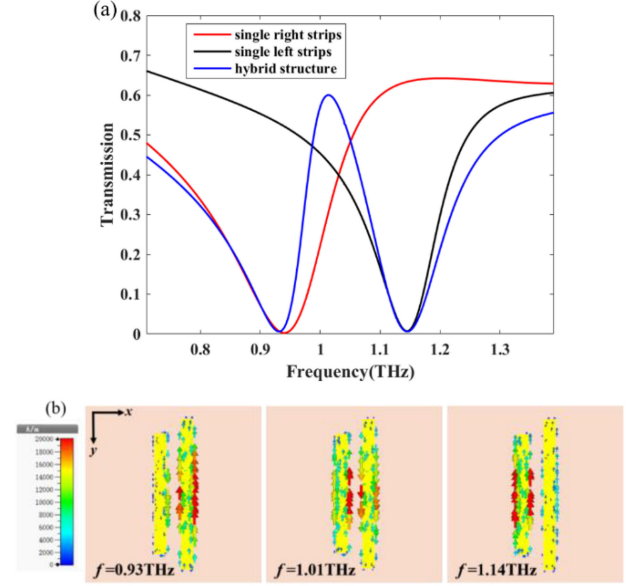 (a)
0.8
0.7
0.6
0.5
0.4
0.3
0.2
0.1
0
Transmission
single right strips
single left strips
hybrid structure
0.8 0.9 1 1.1 1.2 1.3
Frequency(THz)
(b)
A/m
20000
18000
16000
14000
12000
10000
8000
6000
4000
2000
0
x
y
f=0.93THz
f=1.01THz
f=1.14THz